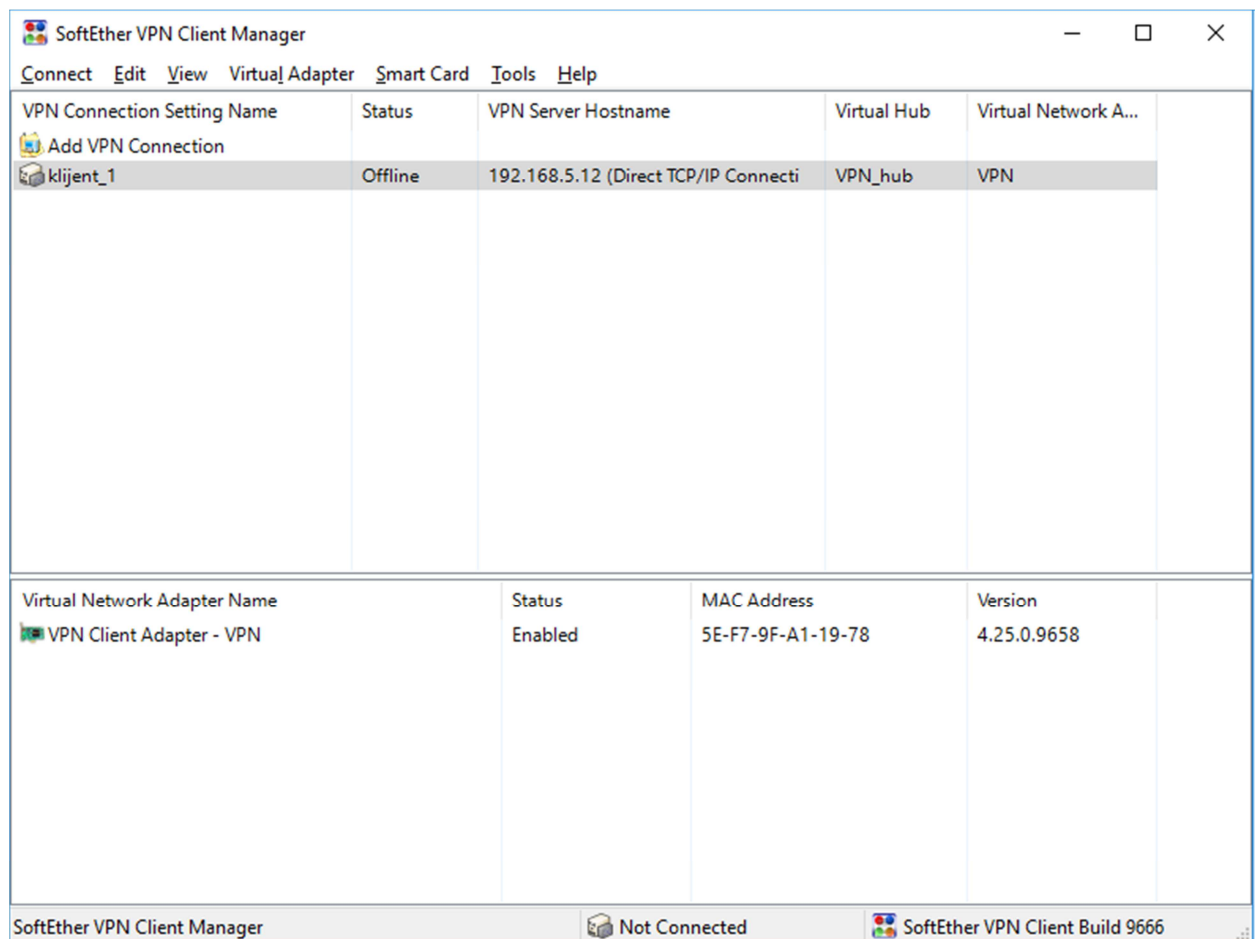 SoftEther VPN Client Manager
Connect Edit View Virtual Adapter Smart Card Tools Help
VPN Connection Setting Name Status VPN Server Hostname Virtual Hub Virtual Network A...
Add VPN Connection
klijent_1 Offline 192.168.5.12 (Direct TCP/IP Connecti VPN_hub VPN
Virtual Network Adapter Name Status MAC Address Version
VPN Client Adapter - VPN Enabled 5E-F7-9F-A1-19-78 4.25.0.9658
SoftEther VPN Client Manager Not Connected SoftEther VPN Client Build 9666